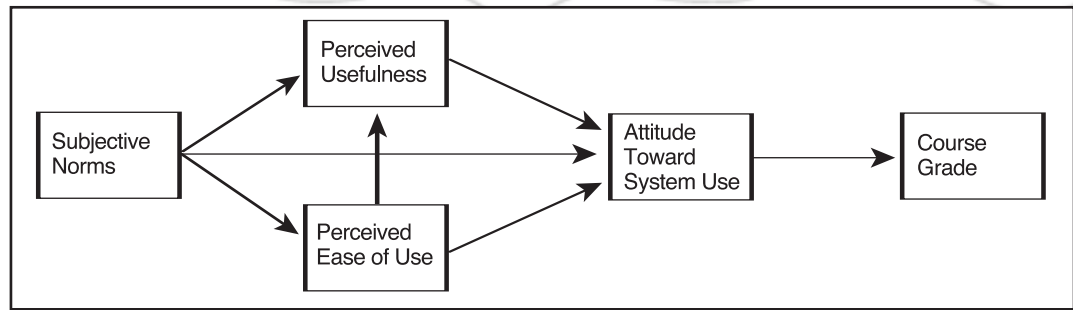 Perceived
Usefulness
Subjective
Norms
Attitude
Toward
System Use
Course
Grade
Perceived
Ease of Use